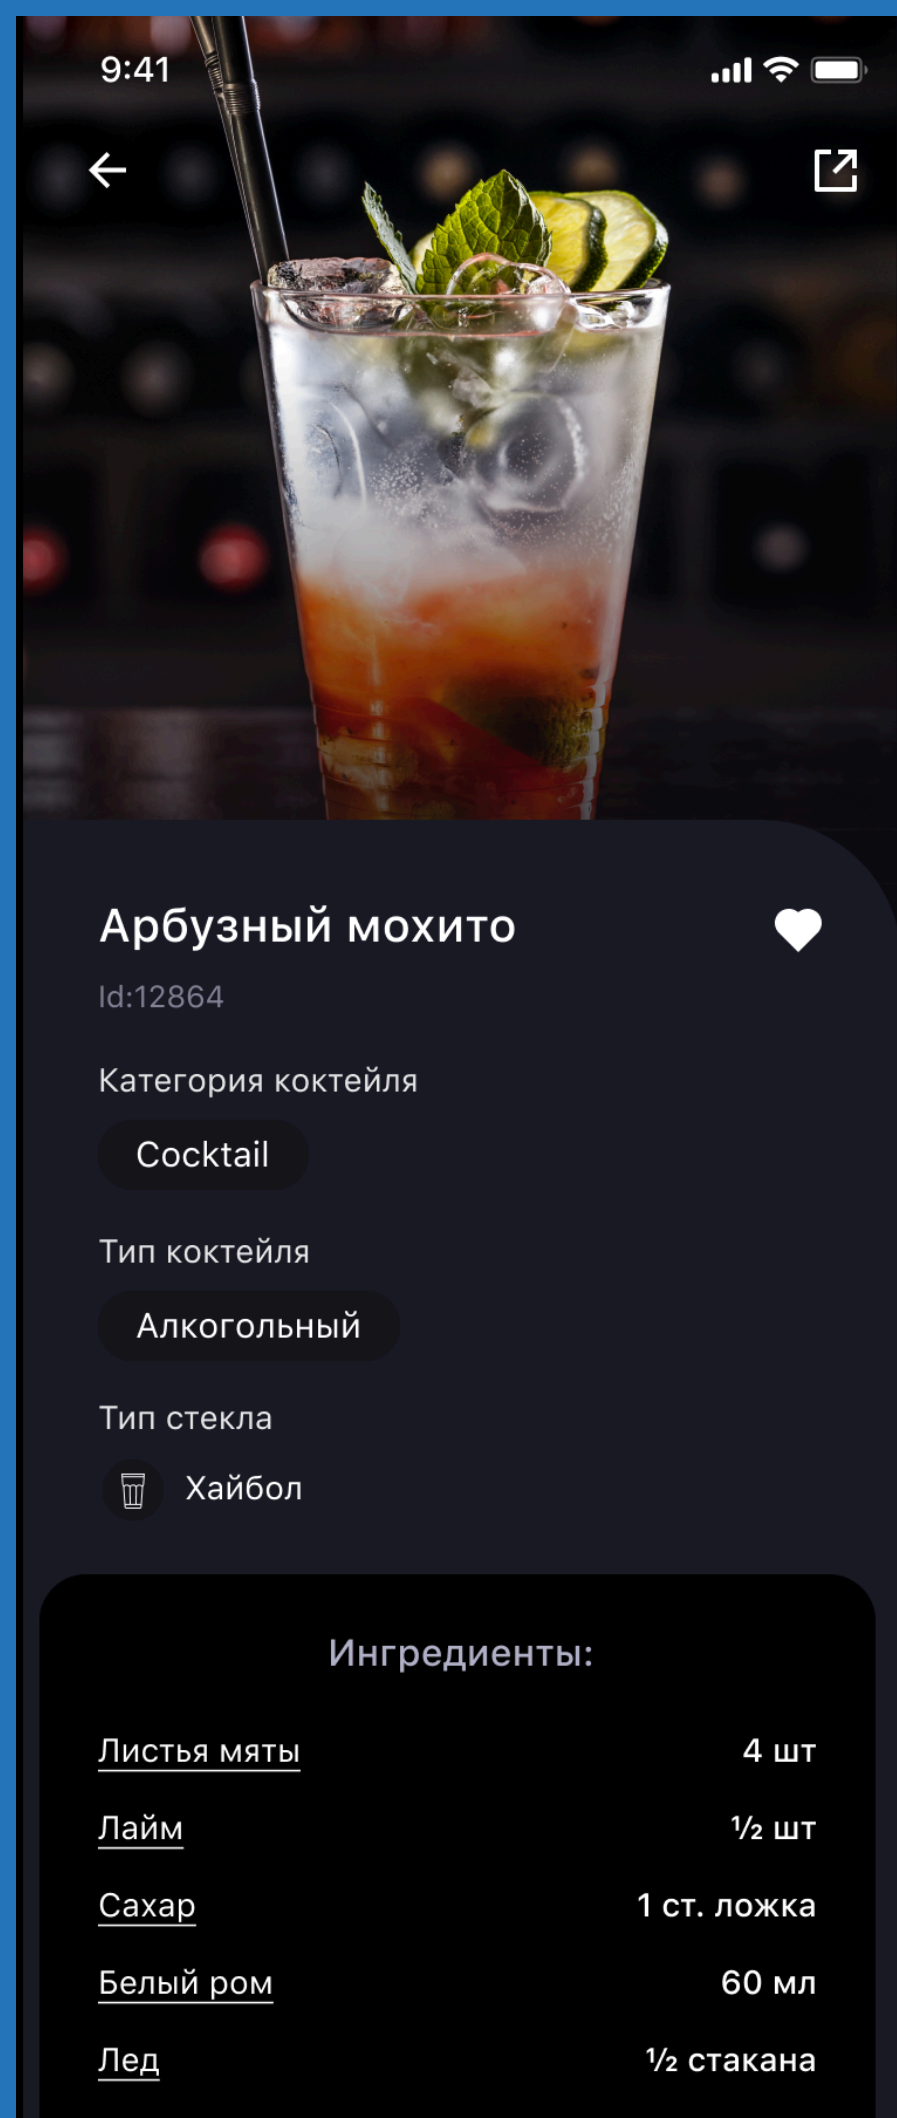 9:41
Арбузный мохито
Id:12864
Категория коктейля
Cocktail
Тип коктейля
Алкогольный
Тип стекла
Хайбол
Ингредиенты:
Листья мяты 4 шт
Лайм ½ шт
Сахар 1 ст. ложка
Белый ром 60 мл
Лед ½ стакана